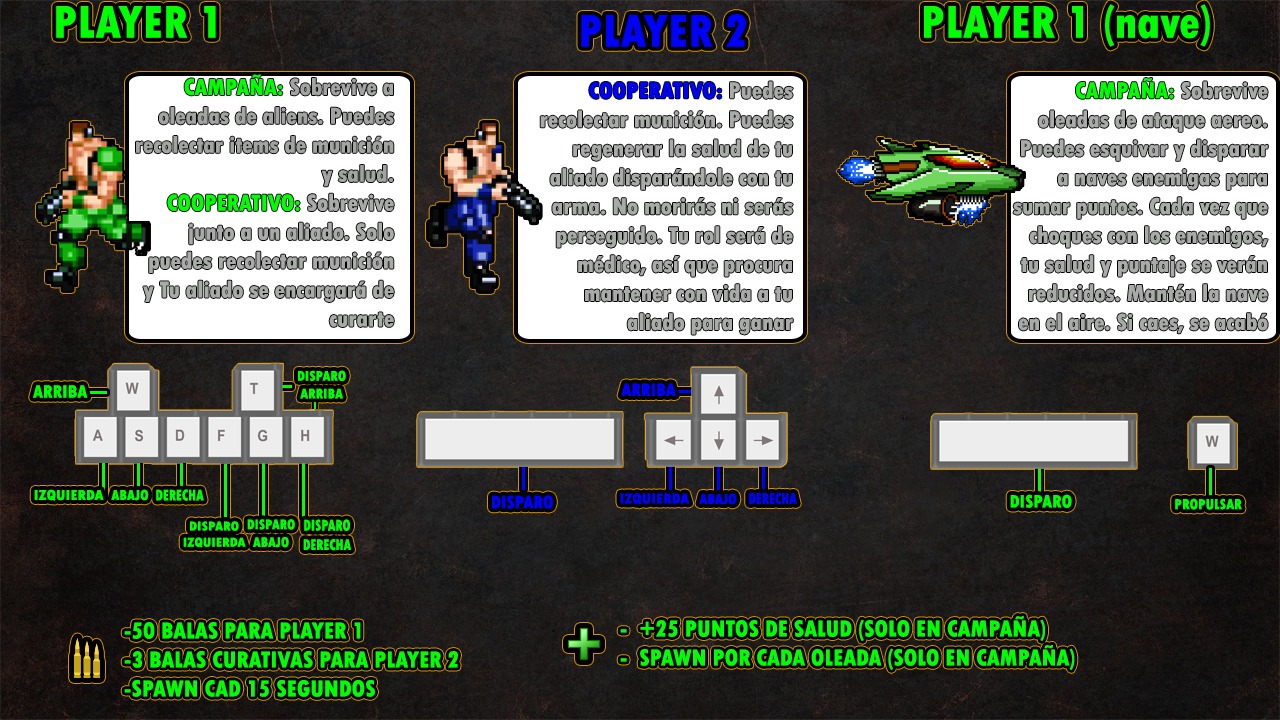 PLAYER 1
CAMPAÑA: Sobrevive a
oleadas de aliens. Puedes
recolectar items de munición
y salud.
COOPERATIVO: Sobrevive
junto a un aliado. Solo
puedes recolectar munición
y Tu aliado se encargará de
curarte
PLAYER 2
COOPERATIVO: Puedes
recolectar munición. Puedes
regenerar la salud de tu
aliado disparándole con tu
arma. No morirás ni serás
perseguido. Tu rol será de
médico, así que procura
mantener con vida a tu
aliado para ganar
PLAYER 1 (nave)
CAMPAÑA: Sobrevive
oleadas de ataque aereo.
Puedes esquivar y disparar
a naves enemigas para
sumar puntos. Cada vez que
choques con los enemigos,
tu salud y puntaje se verán
reducidos. Mantén la nave
en el aire. Si caes, se acabó
ARRIBA
W
T
DISPARO
ARRIBA
A S D F G H
IZQUIERDA ABAJO DERECHA
DISPARO
IZQUIERDA
DISPARO
ABAJO
DISPARO
DERECHA
ARRIBA
↑
← ↓ →
DISPARO
IZQUIERDA ABAJO DERECHA
W
DISPARO
PROPULSAR
-50 BALAS PARA PLAYER 1
-3 BALAS CURATIVAS PARA PLAYER 2
-SPAWN CAD 15 SEGUNDOS
- +25 PUNTOS DE SALUD (SOLO EN CAMPAÑA)
- SPAWN POR CADA OLEADA (SOLO EN CAMPAÑA)